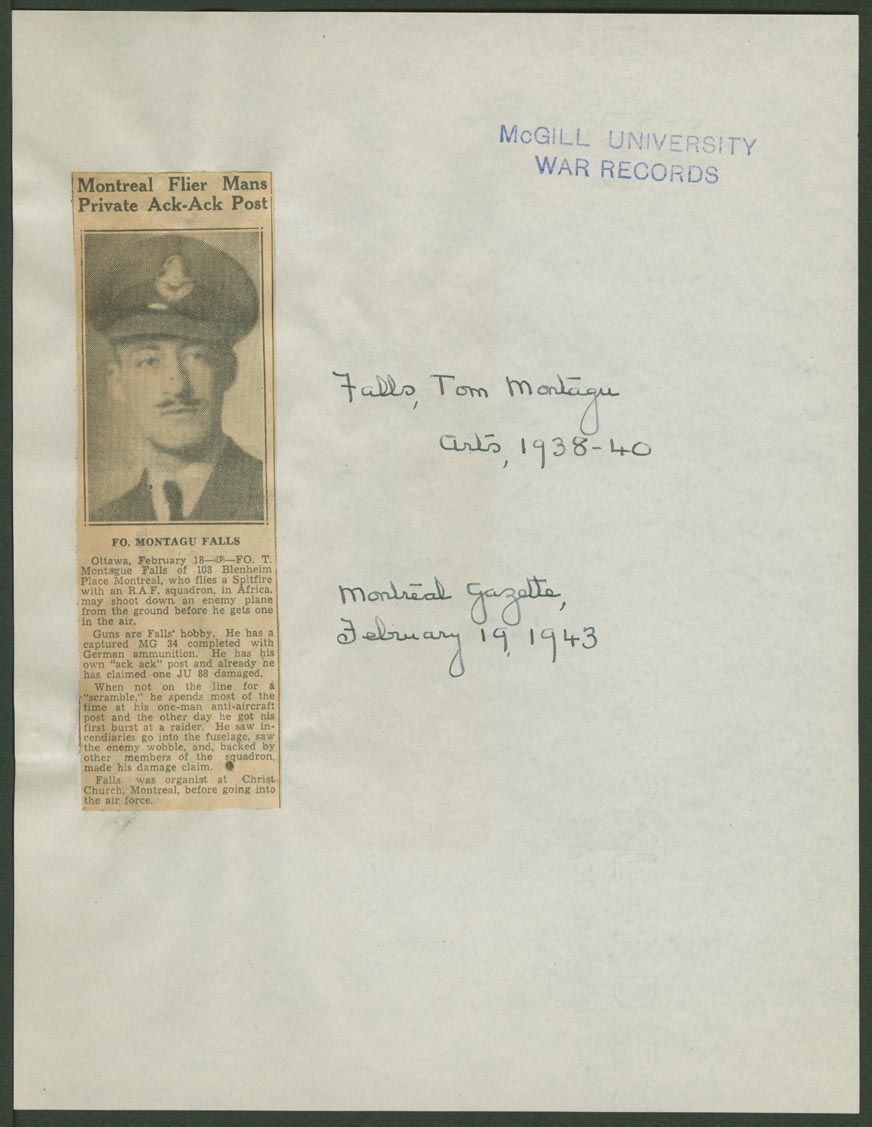 McGILL UNIVERSITY
WAR RECORDS
Montreal Flier Mans
Private Ack-Ack Post
FO. MONTAGU FALLS
Ottawa, February 18—(CP)—FO. T.
Montague Falls of 108 Blenheim
Place Montreal, who flies a Spitfire
with an R.A.F. squadron, in Africa.
may shoot down an enemy plane
from the ground before he gets one
in the air.
Guns are Falls' hobby. He has a
captured MG 34 completed with
German ammunition. He has his
own "ack ack" post and already he
has claimed one JU 88 damaged.
When not on the line for a
"scramble," he spends most of the
time at his one-man anti-aircraft
post and the other day he got his
first burst at a raider. He saw in-
cendiaries go into the fuselage, saw
the enemy wobble, and, backed by
other members of the squadron,
made his damage claim.
Falls was organist at Christ
Church, Montreal, before going into
the air force.
Falls, Tom Montagu
Arts, 1938-40
Montreal Gazette,
February 19, 1943